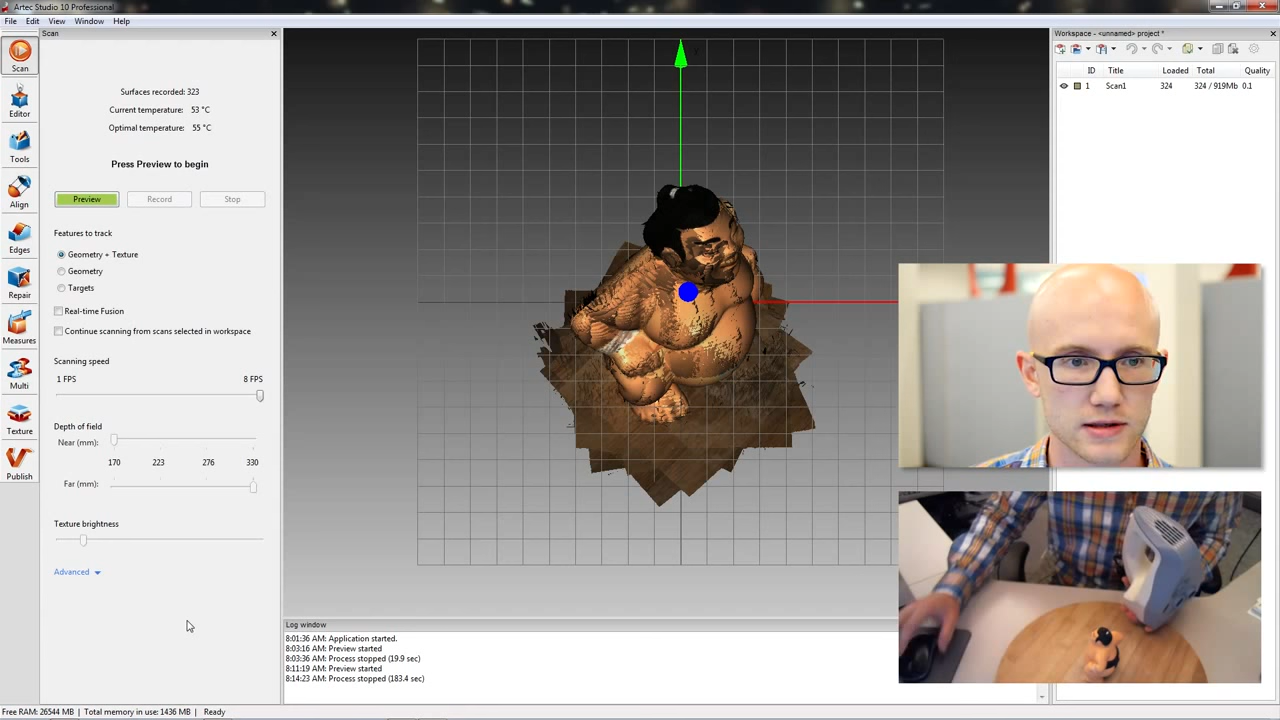 Artec Studio 10 Professional
File Edit View Window Help
Scan
Workspace - <unnamed> project *
Scan
Editor
Tools
Align
Edges
Repair
Measures
Multi
Texture
Publish
Surfaces recorded: 323
Current temperature: 53 °C
Optimal temperature: 55 °C
Press Preview to begin
Preview Record Stop
Features to track
Geometry + Texture
Geometry
Targets
Real-time Fusion
Continue scanning from scans selected in workspace
Scanning speed
1 FPS 8 FPS
Depth of field
Near (mm):
170 223 276 330
Far (mm):
Texture brightness
Advanced
ID Title Loaded Total Quality
1 Scan1 324 324 / 919Mb 0.1
Log window
8:01:36 AM: Application started.
8:03:16 AM: Preview started
8:03:36 AM: Process stopped (19.9 sec)
8:11:19 AM: Preview started
8:14:23 AM: Process stopped (183.4 sec)
Free RAM: 26544 MB Total memory in use: 1436 MB Ready